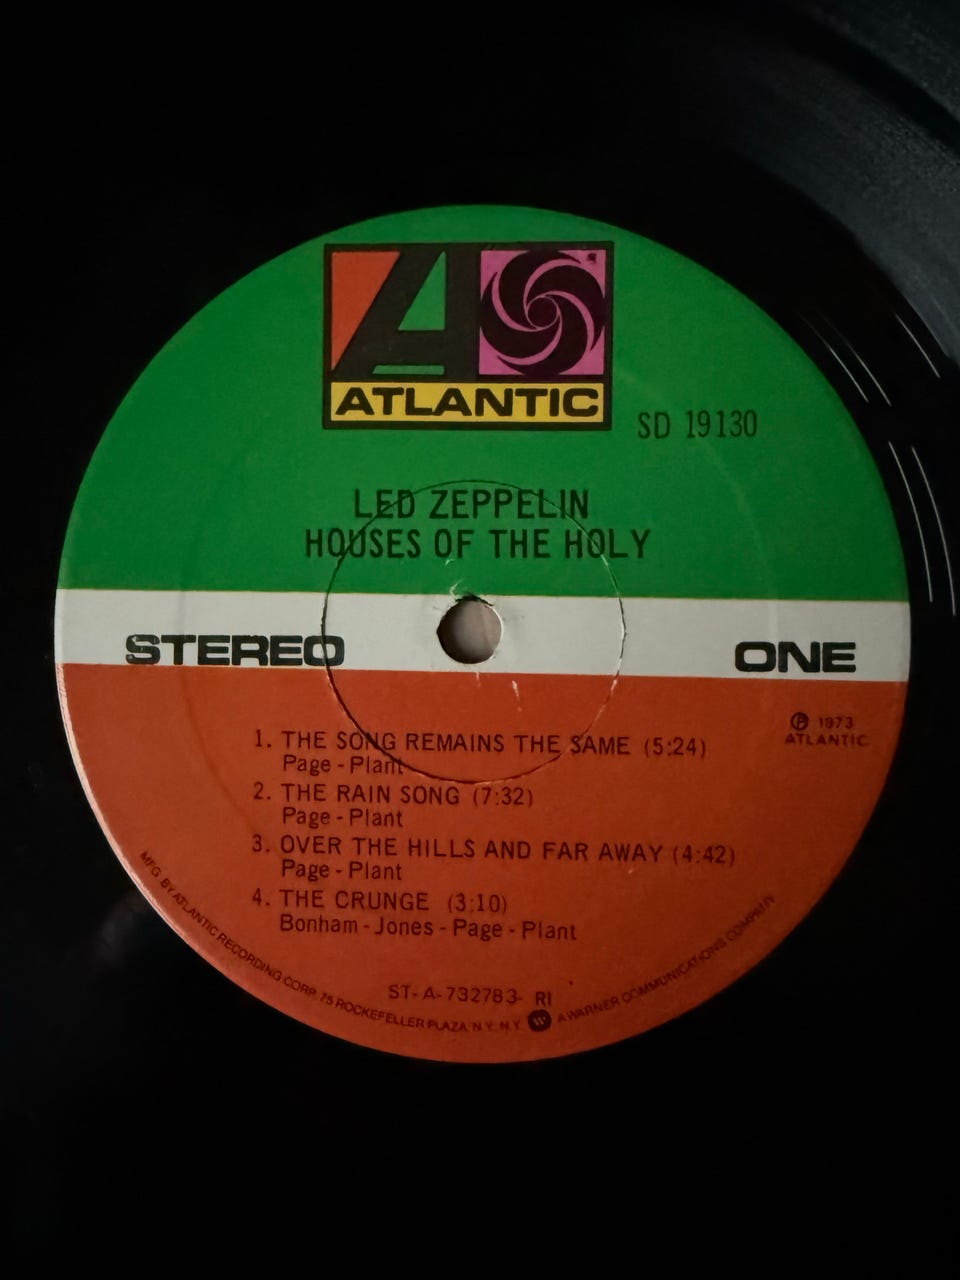 ATLANTIC
SD 19130
LED ZEPPELIN
HOUSES OF THE HOLY
STEREO
ONE
℗ 1973
ATLANTIC
1. THE SONG REMAINS THE SAME (5:24)
Page - Plant
2. THE RAIN SONG (7:32)
Page - Plant
3. OVER THE HILLS AND FAR AWAY (4:42)
Page - Plant
4. THE CRUNGE (3:10)
Bonham - Jones - Page - Plant
ST-A-732783- RI
MFG BY ATLANTIC RECORDING CORP. 75 ROCKEFELLER PLAZA N.Y. N.Y. A WARNER COMMUNICATIONS COMPANY